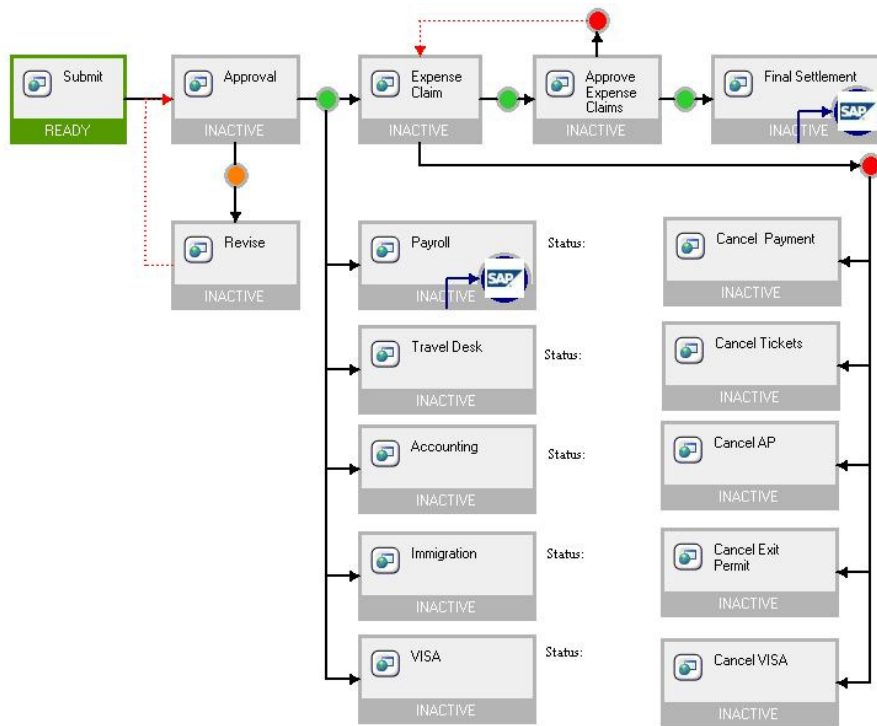 Submit
READY
Approval
INACTIVE
Expense
Claim
INACTIVE
Approve
Expense
Claims
INACTIVE
Final Settlement
INACTIVE
SAP
Revise
INACTIVE
Payroll
INACTIVE
SAP
Status:
Cancel Payment
INACTIVE
Travel Desk
INACTIVE
Status:
Cancel Tickets
INACTIVE
Accounting
INACTIVE
Status:
Cancel AP
INACTIVE
Immigration
INACTIVE
Status:
Cancel Exit
Permit
INACTIVE
VISA
INACTIVE
Status:
Cancel VISA
INACTIVE